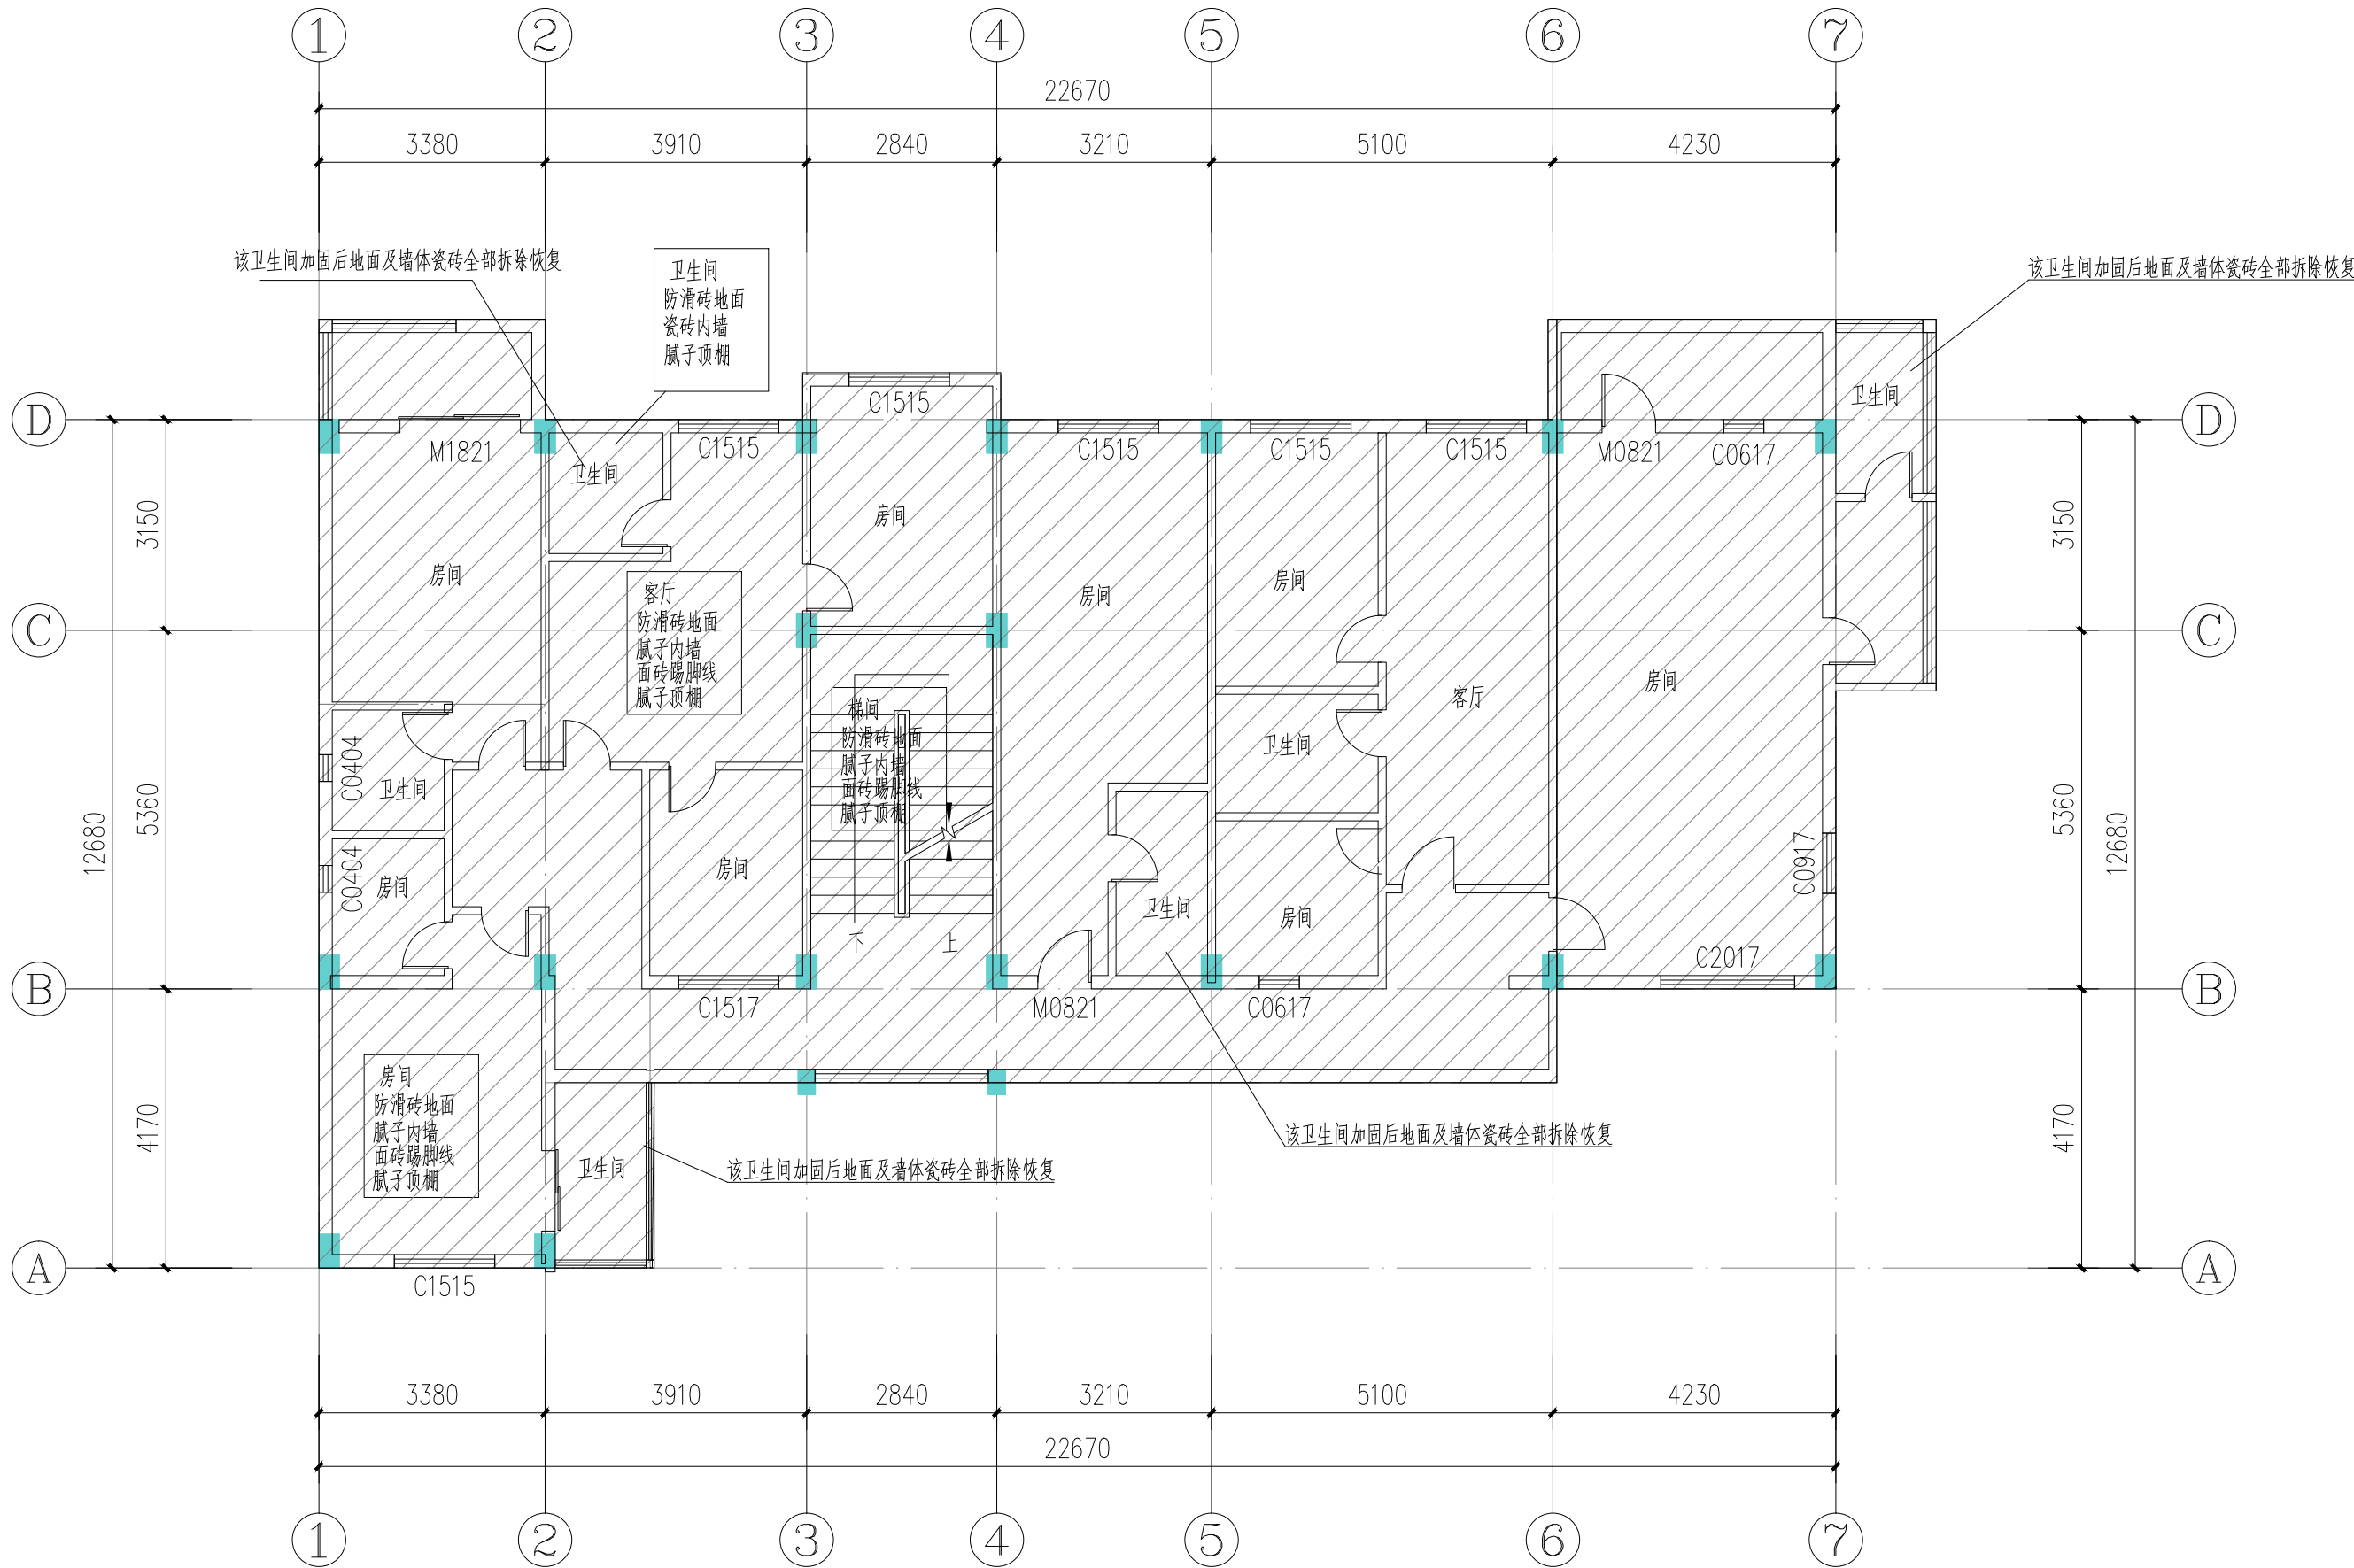 1 2 3 4 5 6 7
22670
3380 3910 2840 3210 5100 4230
该卫生间加固后地面及墙体瓷砖全部拆除恢复
卫生间
防滑砖地面
瓷砖内墙
腻子顶棚
该卫生间加固后地面及墙体瓷砖全部拆除恢复
卫生间
C1515
D
D
M1821
C1515
C1515
C1515
C1515
M0821
C0617
卫生间
3150
房间
3150
房间
客厅
防滑砖地面
腻子内墙
面砖踢脚线
腻子顶棚
房间
房间
C
C
房间
客厅
梯间
防滑砖地面
腻子内墙
面砖踢脚线
腻子顶棚
卫生间
C0404
卫生间
12680
5360
5360
12680
C0404
房间
房间
C0917
卫生间
房间
下
上
C2017
B
B
C1517
M0821
C0617
房间
防滑砖地面
腻子内墙
面砖踢脚线
腻子顶棚
4170
4170
该卫生间加固后地面及墙体瓷砖全部拆除恢复
卫生间
该卫生间加固后地面及墙体瓷砖全部拆除恢复
A
A
C1515
3380 3910 2840 3210 5100 4230
22670
1 2 3 4 5 6 7